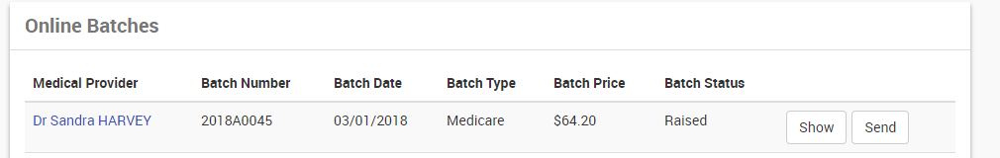 Online Batches
Medical Provider Batch Number Batch Date Batch Type Batch Price Batch Status
Dr Sandra HARVEY 2018A0045 03/01/2018 Medicare $64.20 Raised Show Send